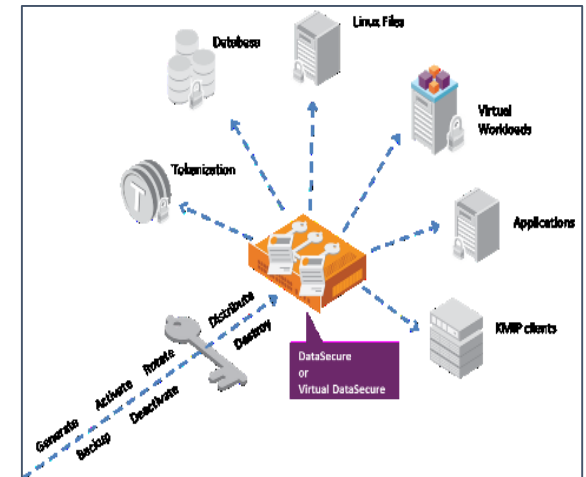 Linux Files
Database
Virtual
Workloads
Tokenization
T
Applications
KMIP clients
DataSecure
or
Virtual DataSecure
Generate Activate Rotate Distribute
Backup Deactivate Destroy